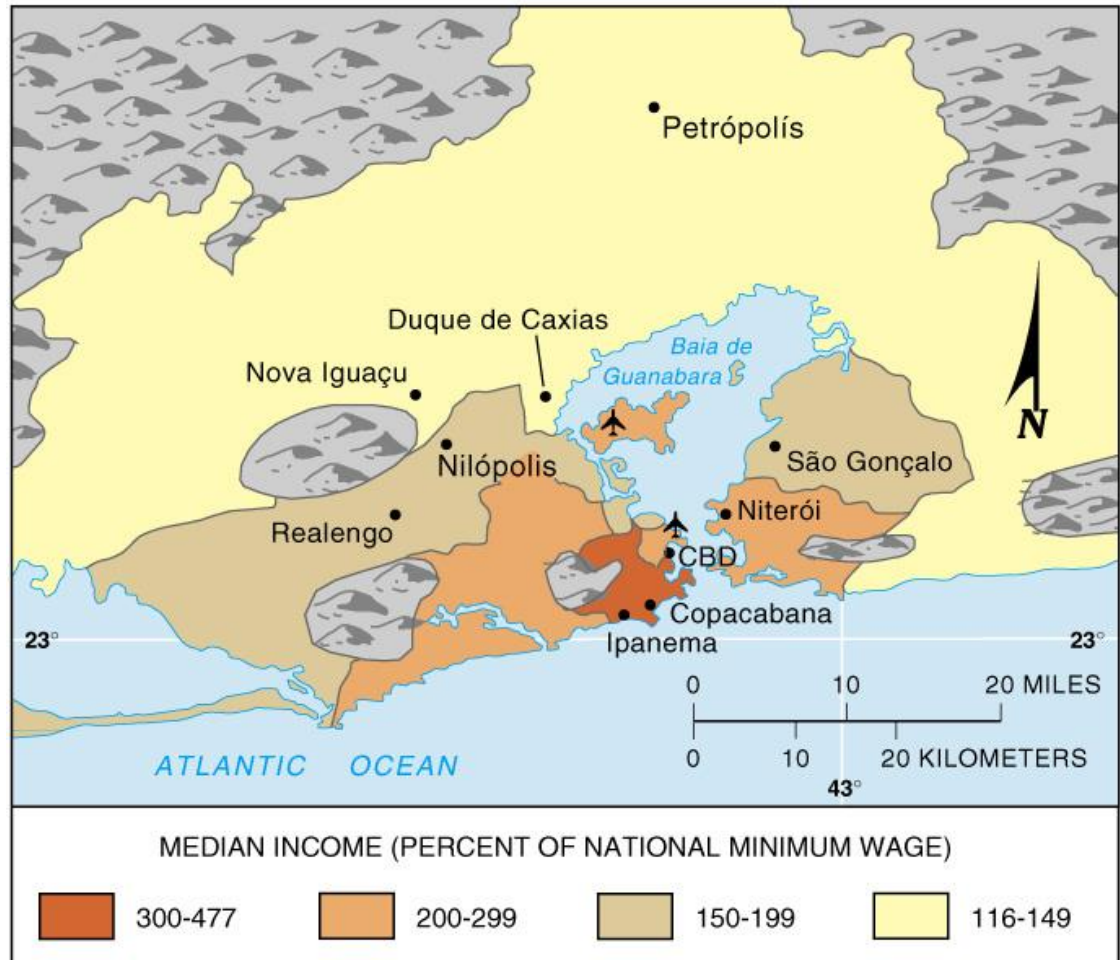 Petrópolís
Duque de Caxias
Baia de
Guanabara
Nova Iguaçu
N
Nilópolis
São Gonçalo
Realengo
Niterói
CBD
Copacabana
Ipanema
23°
23°
0 10 20 MILES
0 10 20 KILOMETERS
ATLANTIC OCEAN
43°
MEDIAN INCOME (PERCENT OF NATIONAL MINIMUM WAGE)
300-477 200-299 150-199 116-149